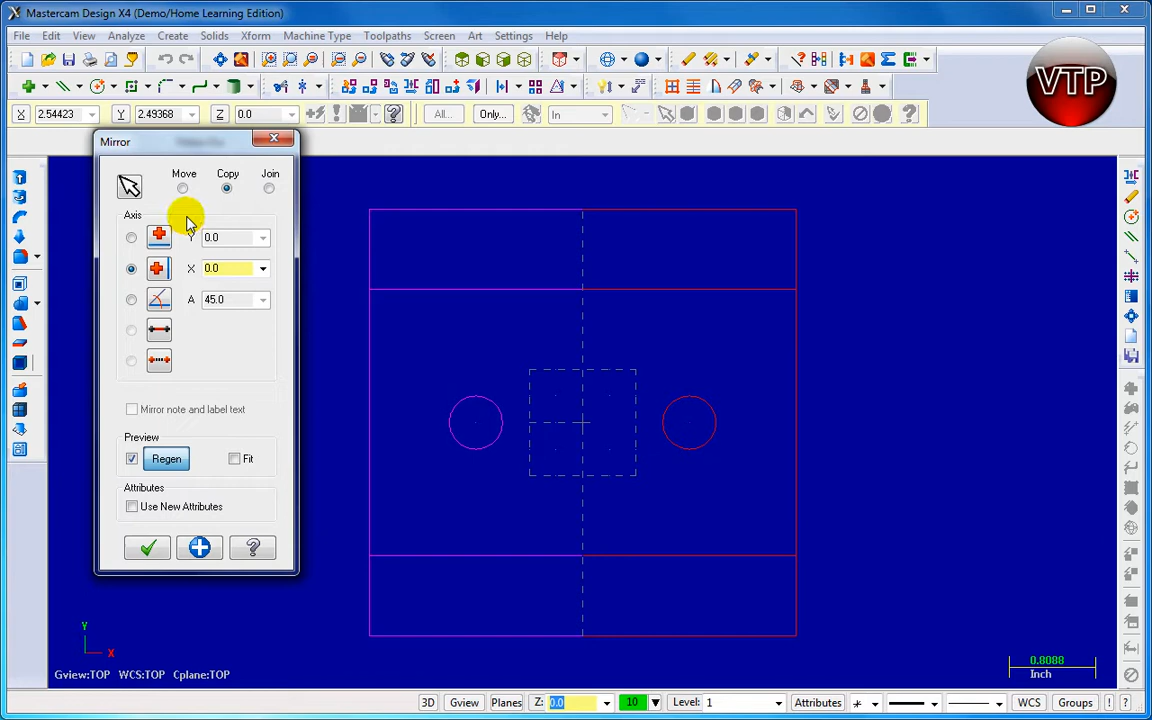 Mastercam Design X4 (Demo/Home Learning Edition)
File Edit View Analyze Create Solids Xform Machine Type Toolpaths Screen Art Settings Help
X 2.54423 Y 2.49368 Z 0.0 All... Only... In
VTP
Mirror
Move Copy Join
Axis
Y 0.0
X 0.0
A 45.0
Mirror note and label text
Preview
Regen Fit
Attributes
Use New Attributes
Y
X
Gview:TOP WCS:TOP Cplane:TOP
0.8088
Inch
3D Gview Planes Z: 0.0 10 Level: 1 Attributes WCS Groups ! ?